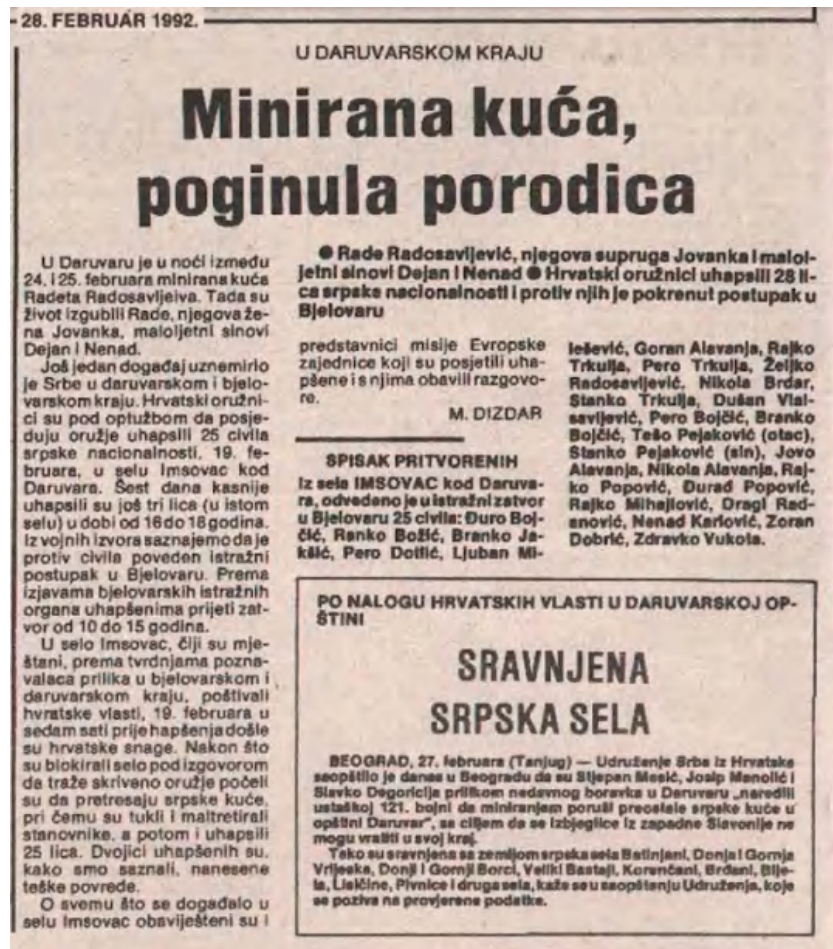 28. FEBRUAR 1992.
U DARUVARSKOM KRAJU
Minirana kuća,
poginula porodica
U Daruvaru je u noći između
24. i 25. februara minirana kuća
Radeta Radosavljeiva. Tada su
život izgubili Rade, njegova že-
na Jovanka, maloljetni sinovi
Dejan i Nenad.
Još jedan događaj uznemirio
je Srbe u daruvarskom i bjelo-
varskom kraju. Hrvatski oružni-
ci su pod optužbom da posje-
duju oružje uhapsili 25 civila
srpske nacionalnosti, 19. fe-
bruara, u selu Imsovac kod
Daruvara. Šest dana kasnije
uhapsili su još tri lica (u istom
selu) u dobi od 16 do 18 godina.
Iz vojnih izvora saznajemo da je
protiv civila poveden istražni
postupak u Bjelovaru. Prema
izjavama bjelovarskih istražnih
organa uhapšenima prijeti zat-
vor od 10 do 15 godina.
U selo Imsovac, čiji su mje-
štani, prema tvrdnjama pozna-
valaca prilika u bjelovarskom i
daruvarskom kraju, poštivali
hvratske vlasti, 19. februara u
sedam sati prije hapšenja došle
su hrvatske snage. Nakon što
su blokirali selo pod izgovorom
da traže skriveno oružje počeli
su da pretresaju srpske kuće,
pri čemu su tukli i maltretirali
stanovnike, a potom i uhapsili
25 lica. Dvojici uhapšenih su,
kako smo saznali, nanesene
teške povrede.
O svemu što se događalo u
selu Imsovac obaviješteni su i
● Rade Radosavljević, njegova supruga Jovanka i malol-
jetni sinovi Dejan i Nenad ● Hrvatski oružnici uhapsili 28 li-
ca srpske nacionalnosti i protiv njih je pokrenut postupak u
Bjelovaru
predstavnici misije Evropske
zajednice koji su posjetili uha-
pšene i s njima obavili razgovo-
re.
M. DIZDAR
SPISAK PRITVORENIH
Iz sela IMSOVAC kod Daruva-
ra, odvedeno je u istražni zatvor
u Bjelovaru 25 civila: Đuro Boj-
čić, Ranko Božić, Branko Ja-
kšić, Pero Dotlić, Ljuban Mi-
lešević, Goran Alavanja, Rajko
Trkulja, Pero Trkulja, Željko
Radosavljević, Nikola Brdar,
Stanko Trkulja, Dušan Vlai-
savljević, Pero Bojčić, Branko
Bojčić, Tešo Pejaković (otac),
Stanko Pejaković (sin), Jovo
Alavanja, Nikola Alavanja, Raj-
ko Popović, Đurađ Popović,
Rajko Mihajlović, Dragi Rad-
anović, Nenad Karlović, Zoran
Dobrić, Zdravko Vukota.
PO NALOGU HRVATSKIH VLASTI U DARUVARSKOJ OP-
ŠTINI
SRAVNJENA
SRPSKA SELA
BEOGRAD, 27. februara (Tanjug) — Udruženje Srba iz Hrvatske
saopštilo je danas u Beogradu da su Stjepan Mesić, Josip Manolić i
Slavko Degoricija prilikom nedavnog boravka u Daruvaru „naredili
ustaškoj 121. bojni da miniranjem poruši preostale srpske kuće u
opštini Daruvar", sa ciljem da se izbjeglice iz zapadne Slavonije ne
mogu vratiti u svoj kraj.
Tako su sravnjena sa zemljom srpska sela Batinjani, Donja i Gornja
Vrijeska, Donji i Gornji Borci, Veliki Bastaji, Korenčani, Brđani, Bije-
la, Lisičine, Pivnice i druga sela, kaže se u saopštenju Udruženja, koje
se poziva na provjerene podatke.